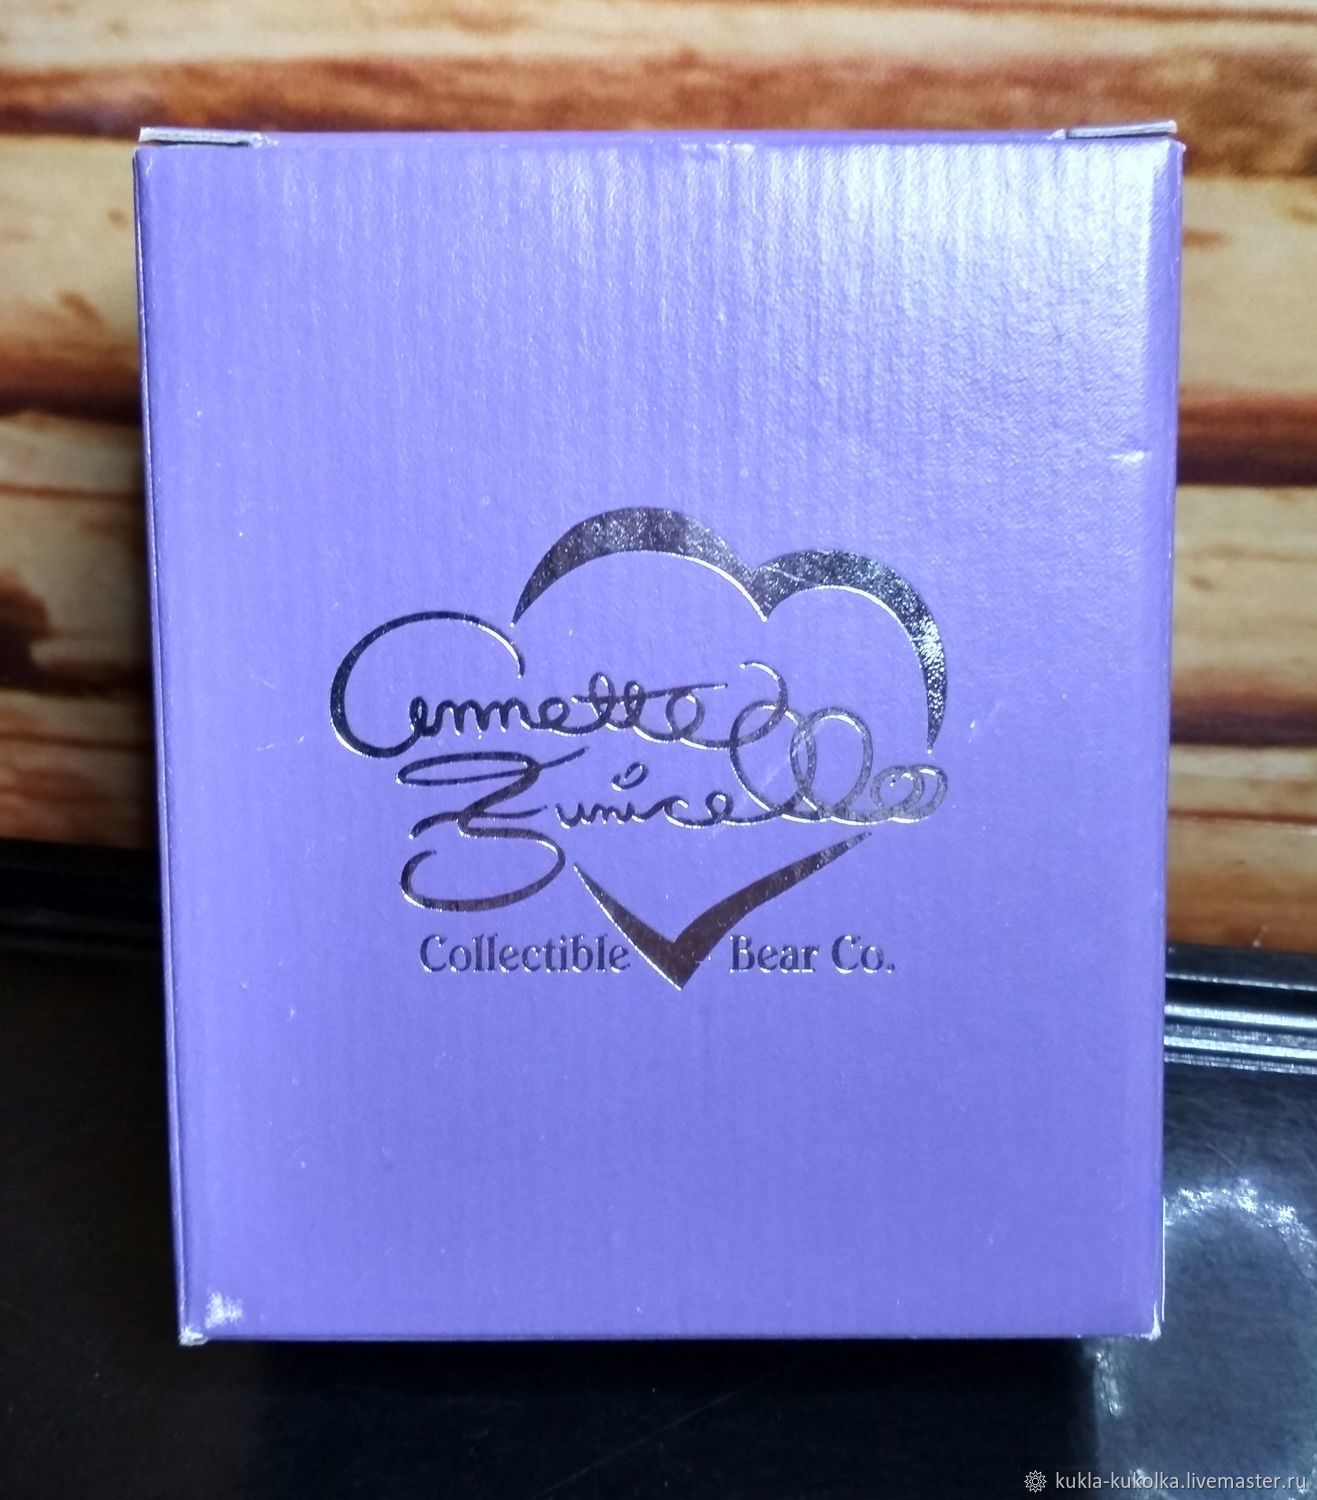 Annette
Funicello
Collectible Bear Co.
kukla-kukolka.livemaster.ru